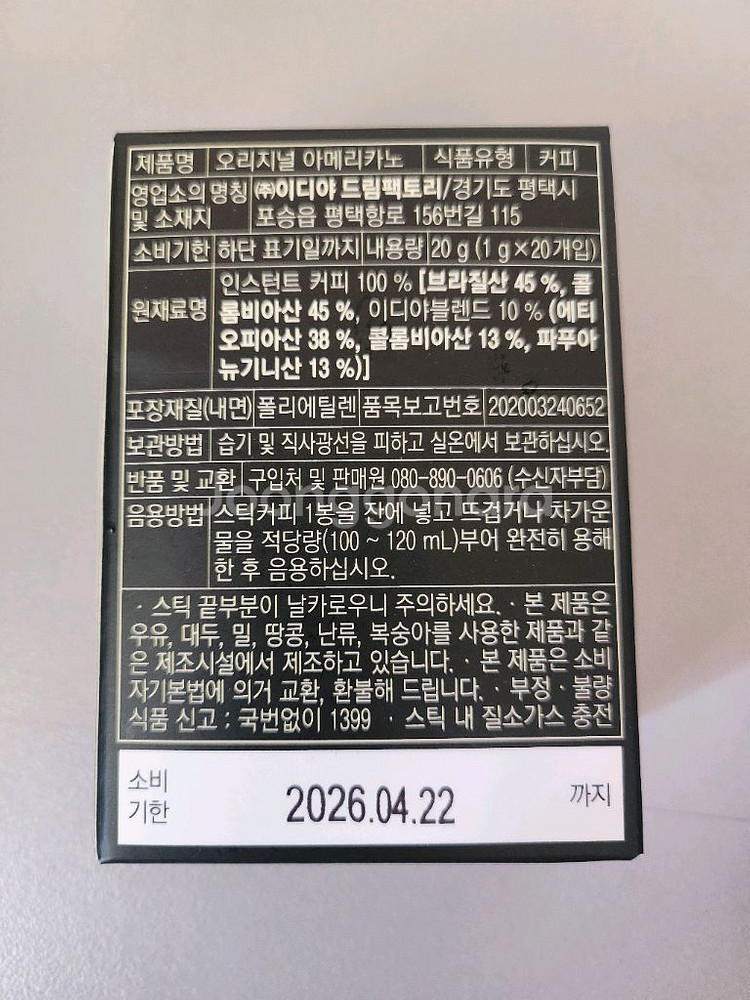 제품명 오리지널 아메리카노 식품유형 커피
영업소의 명칭 및 소재지 ㈜이디야 드림팩토리/경기도 평택시
포승읍 평택항로 156번길 115
소비기한 하단 표기일까지 내용량 20 g (1 g×20개입)
원재료명 인스턴트 커피 100 % [브라질산 45 %, 콜
롬비아산 45 %, 이디야블렌드 10 % (에티
오피아산 38 %, 콜롬비아산 13 %, 파푸아
뉴기니산 13 %)]
포장재질(내면) 폴리에틸렌 품목보고번호 202003240652
보관방법 습기 및 직사광선을 피하고 실온에서 보관하십시오.
반품 및 교환 구입처 및 판매원 080-890-0606 (수신자부담)
Joonggonara
음용방법 스틱커피 1봉을 잔에 넣고 뜨겁거나 차가운
물을 적당량(100 ~ 120 mL)부어 완전히 용해
한 후 음용하십시오.
· 스틱 끝부분이 날카로우니 주의하세요. · 본 제품은
우유, 대두, 밀, 땅콩, 난류, 복숭아를 사용한 제품과 같
은 제조시설에서 제조하고 있습니다. · 본 제품은 소비
자기본법에 의거 교환, 환불해 드립니다. · 부정 · 불량
식품 신고 : 국번없이 1399 · 스틱 내 질소가스 충전
소비
기한 2026.04.22 까지